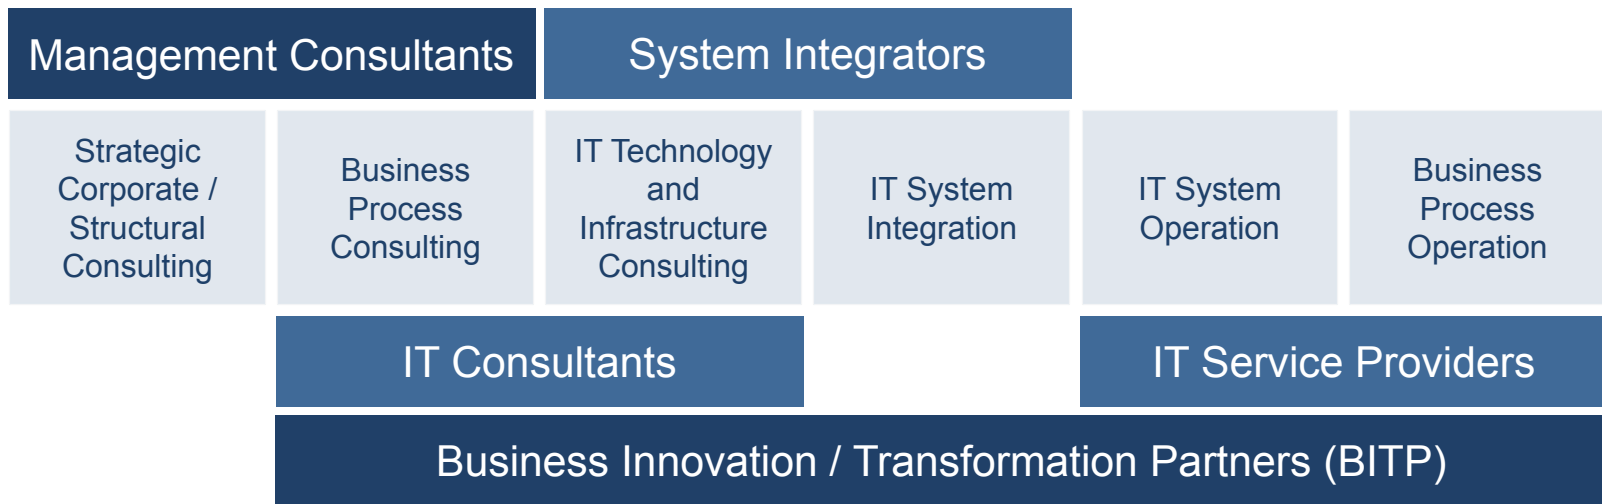 Management Consultants
System Integrators
Strategic
Corporate /
Structural
Consulting
Business
Process
Consulting
IT Technology
and
Infrastructure
Consulting
IT System
Integration
IT System
Operation
Business
Process
Operation
IT Consultants
IT Service Providers
Business Innovation / Transformation Partners (BITP)